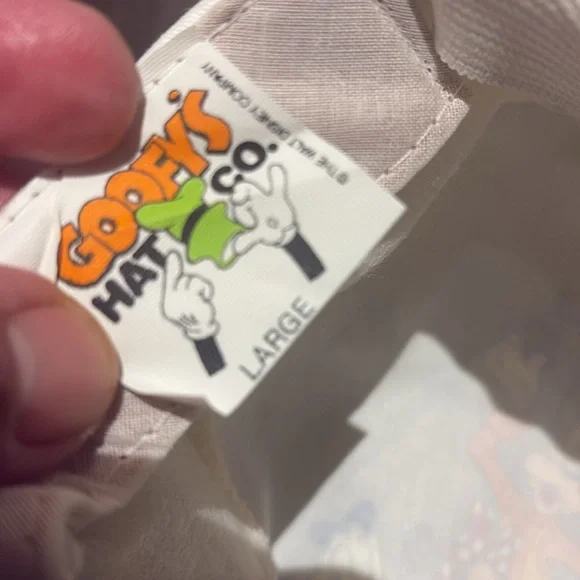 GOOFY'S
HAT CO.
LARGE
© THE WALT DISNEY COMPANY